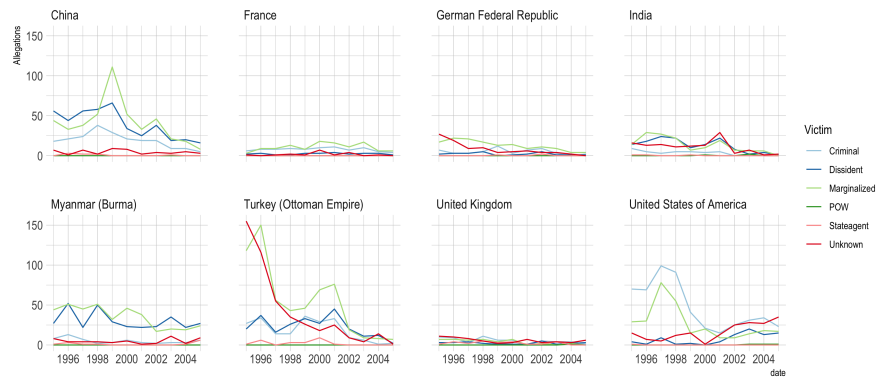 China
France
German Federal Republic
India
Allegations
150
100
50
0
Myanmar (Burma)
Turkey (Ottoman Empire)
United Kingdom
United States of America
150
100
50
0
1996 1998 2000 2002 2004
1996 1998 2000 2002 2004
1996 1998 2000 2002 2004
1996 1998 2000 2002 2004
date
Victim
Criminal
Dissident
Marginalized
POW
Stateagent
Unknown